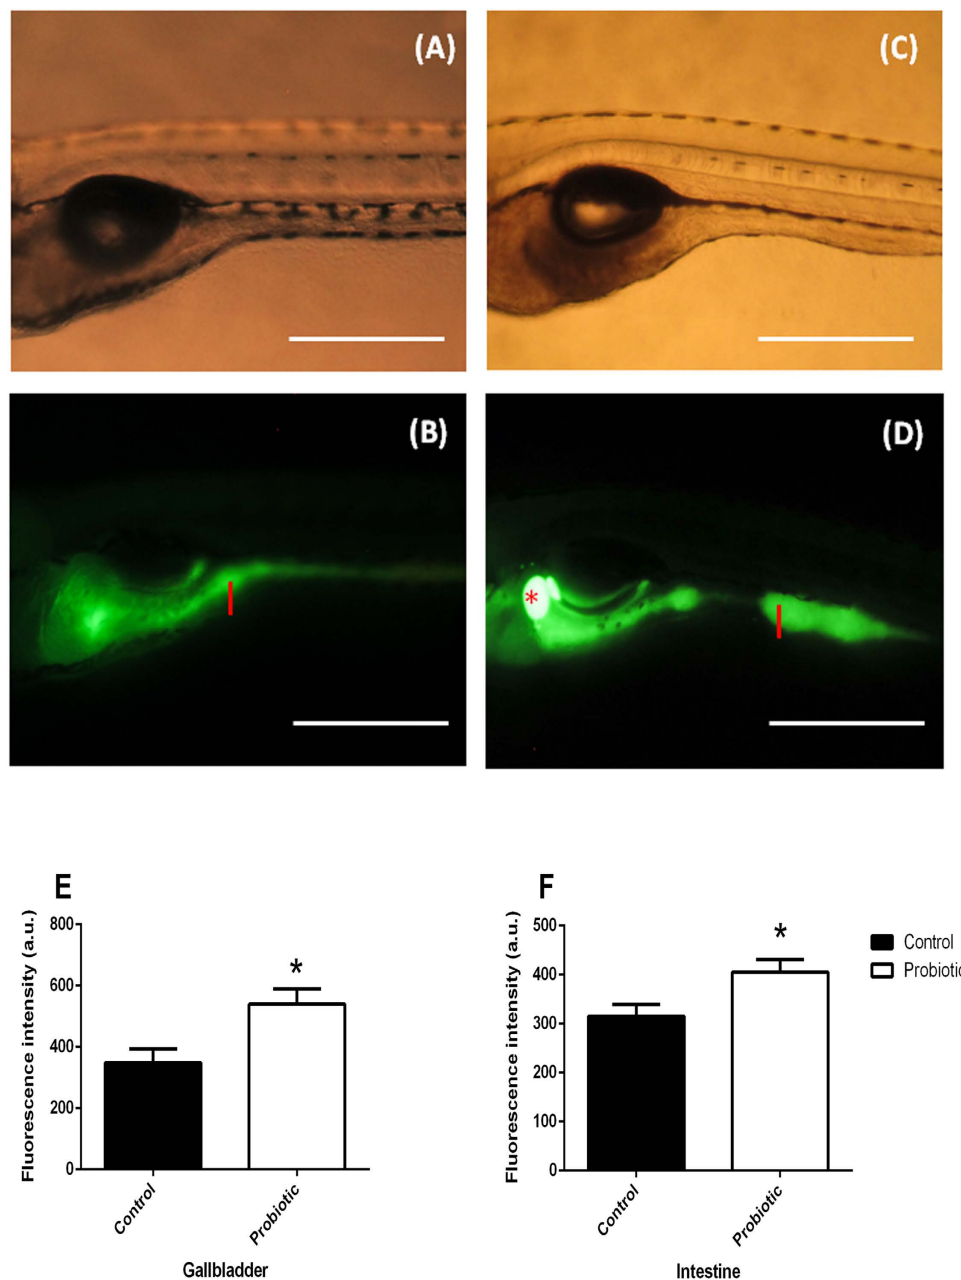 (A)
(C)
(B)
(D)
*
E
Fluorescence intensity (a.u.)
800
600
400
200
0
*
Control
Probiotic
Gallbladder
F
Fluorescence intensity (a.u.)
500
400
300
200
100
0
*
Control
Probiotic
Intestine
Control
Probiotic